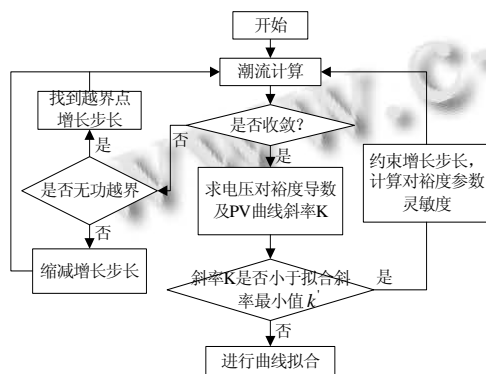 开始
潮流计算
找到越界点
增长步长
是否收敛？
否
是
是
约束增长步长，
计算对裕度参数
灵敏度
是否无功越界
求电压对裕度导数
及PV曲线斜率K
否
缩减增长步长
斜率K是否小于拟合斜
率最小值k'
是
否
进行曲线拟合
www.c